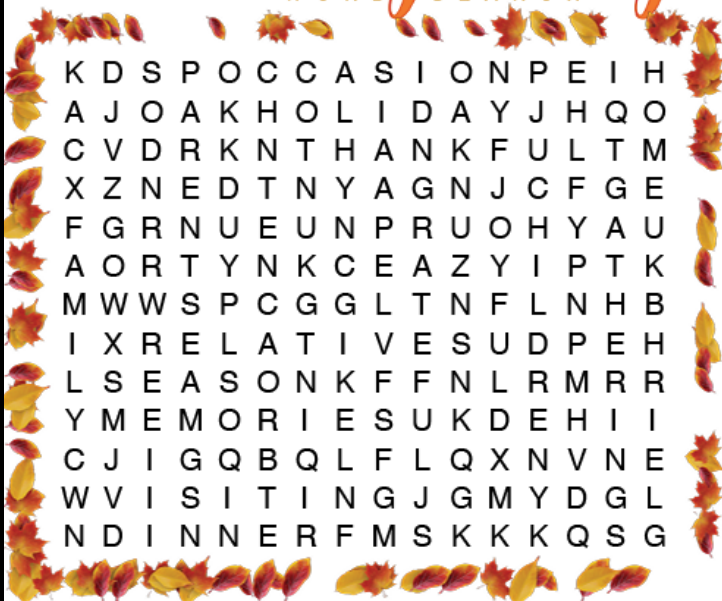 K D S P O C C A S I O N P E I H
A J O A K H O L I D A Y J H Q O
C V D R K N T H A N K F U L T M
X Z N E D T N Y A G N J C F G E
F G R N U E U N P R U O H Y A U
A O R T Y N K C E A Z Y I P T K
M W W S P C G G L T N F L N H B
I X R E L A T I V E S U D P E H
L S E A S O N K F F N L R M R R
Y M E M O R I E S U K D E H I I
C J I G Q B Q L F L Q X N V N E
W V I S I T I N G J G M Y D G L
N D I N N E R F M S K K K Q S G